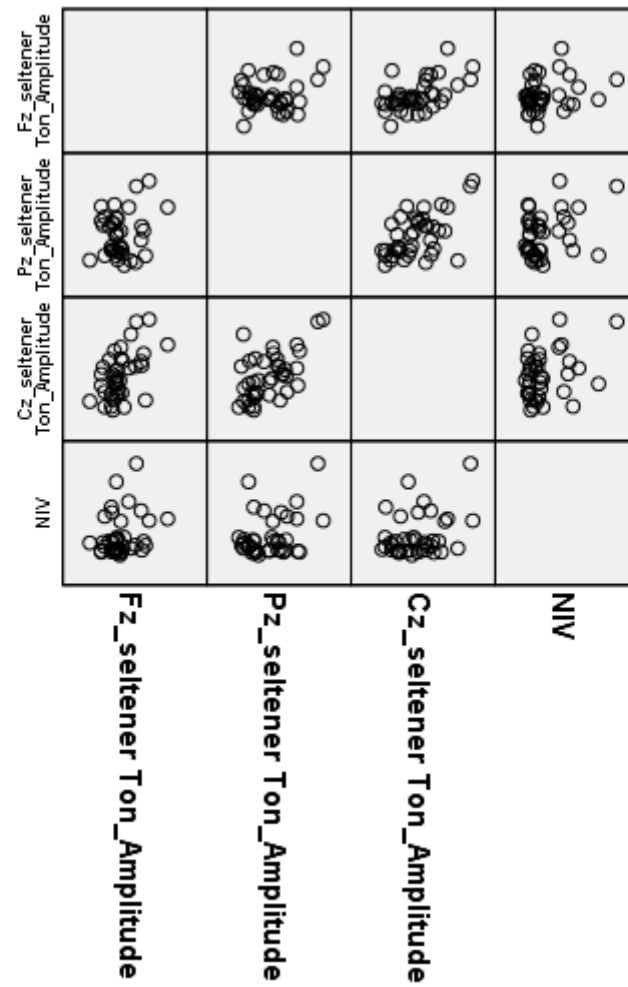 Fz_seltener
Ton_Amplitude
Pz_seltener
Ton_Amplitude
Cz_seltener
Ton_Amplitude
NIV
Fz_seltener Ton_Amplitude
Pz_seltener Ton_Amplitude
Cz_seltener Ton_Amplitude
NIV